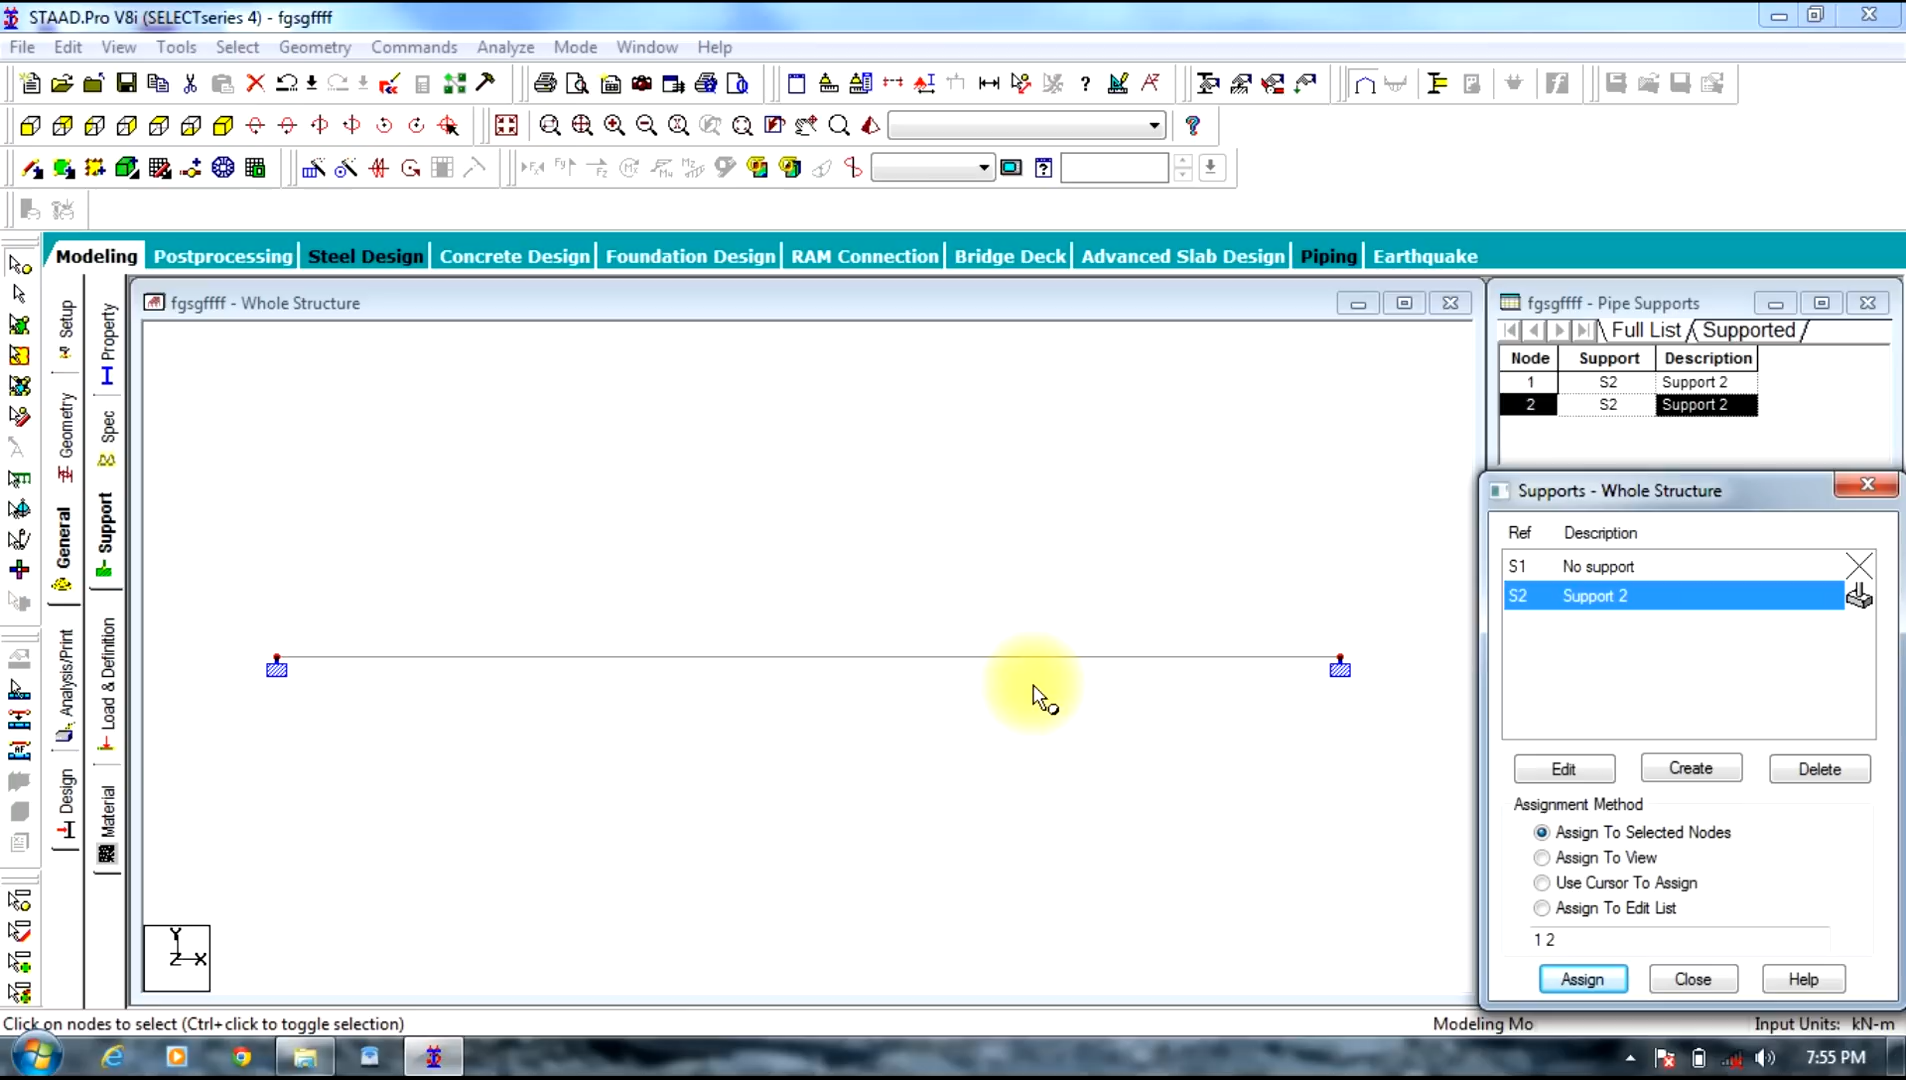 STAAD.Pro V8i (SELECTseries 4) - fgsgffff
File Edit View Tools Select Geometry Commands Analyze Mode Window Help
Modeling Postprocessing Steel Design Concrete Design Foundation Design RAM Connection Bridge Deck Advanced Slab Design Piping Earthquake
Setup
Geometry
General
Analysis/Print
Design
Property
Spec
Support
Load & Definition
Material
fgsgffff - Whole Structure
Y
Z X
fgsgffff - Pipe Supports
Full List Supported
Node Support Description
1 S2 Support 2
2 S2 Support 2
Supports - Whole Structure
Ref Description
S1 No support
S2 Support 2
Edit Create Delete
Assignment Method
Assign To Selected Nodes
Assign To View
Use Cursor To Assign
Assign To Edit List
1 2
Assign Close Help
Click on nodes to select (Ctrl+click to toggle selection)
Modeling Mo
Input Units: kN-m
7:55 PM